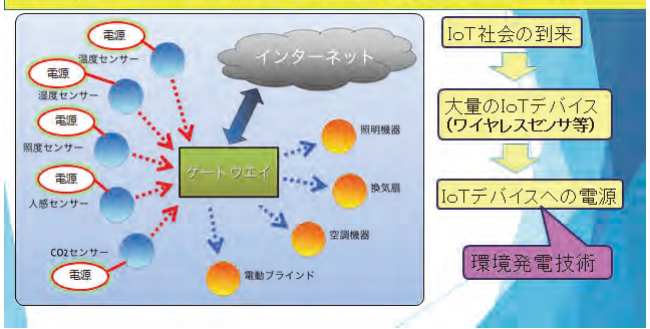 電源
温度センサー
電源
湿度センサー
電源
照度センサー
電源
人感センサー
CO2センサー
電源
インターネット
ゲートウエイ
照明機器
換気扇
空調機器
電動ブラインド
IoT社会の到来
大量のIoTデバイス
(ワイヤレスセンサ等)
IoTデバイスへの電源
環境発電技術